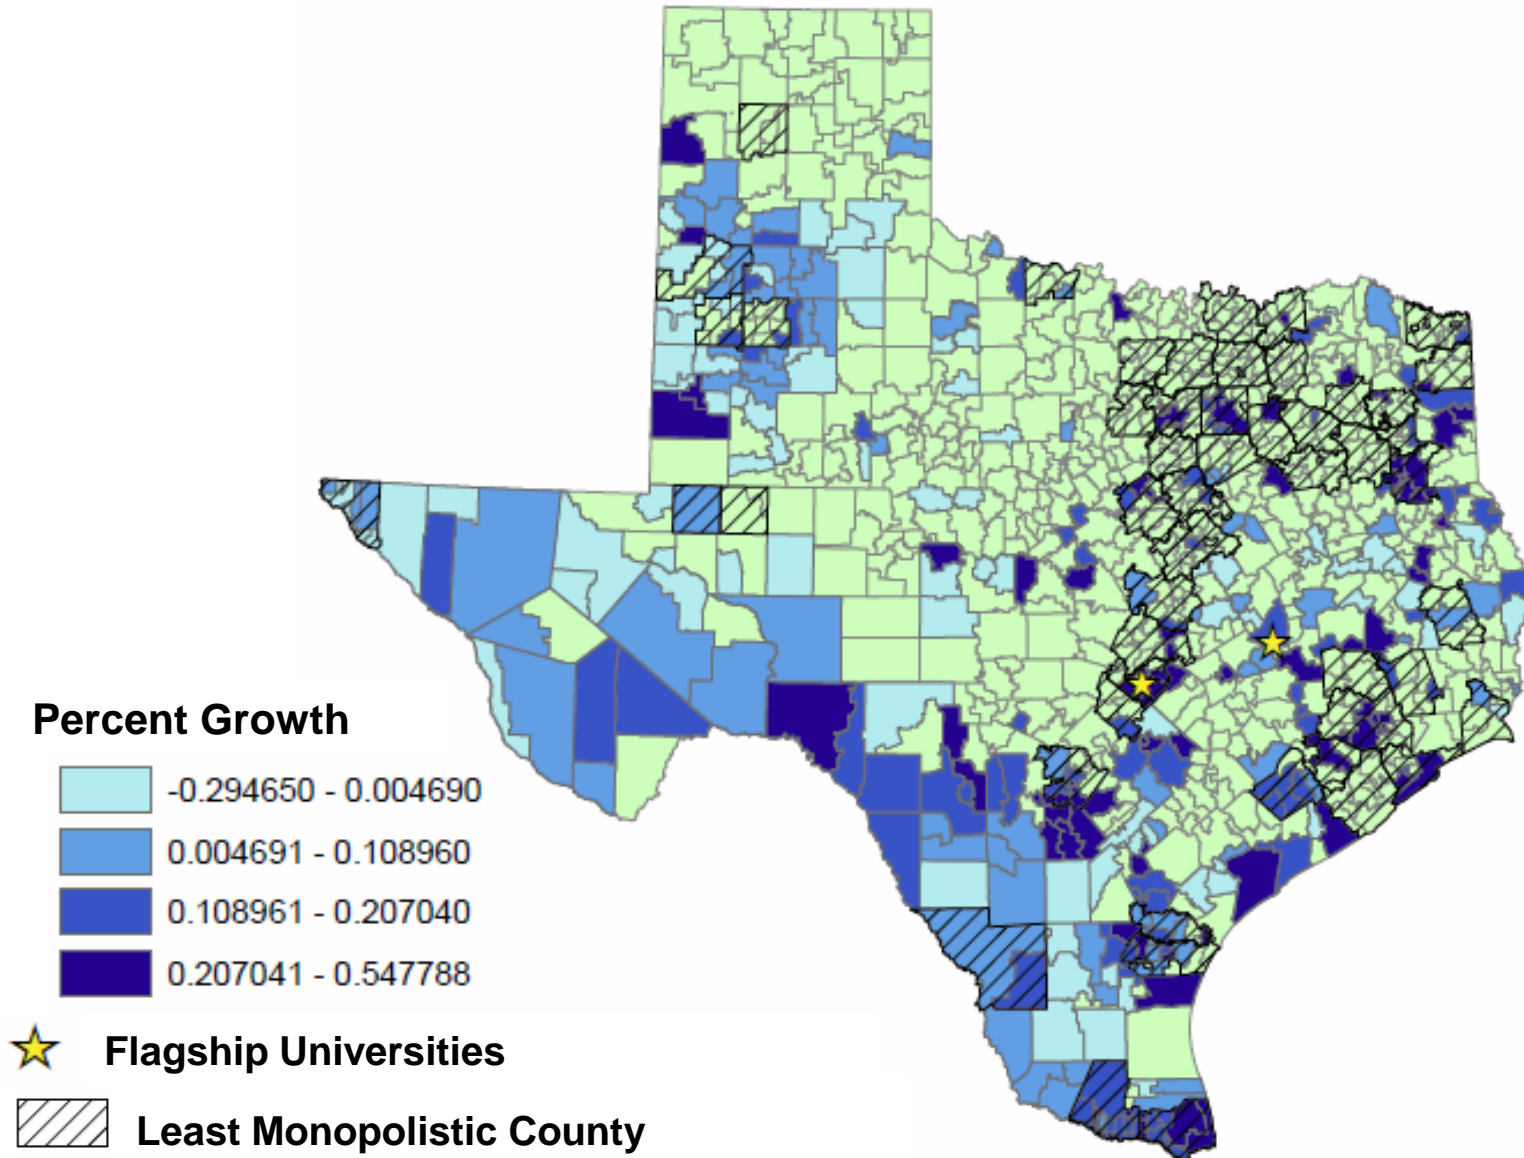 Percent Growth
-0.294650 - 0.004690
0.004691 - 0.108960
0.108961 - 0.207040
0.207041 - 0.547788
Flagship Universities
Least Monopolistic County